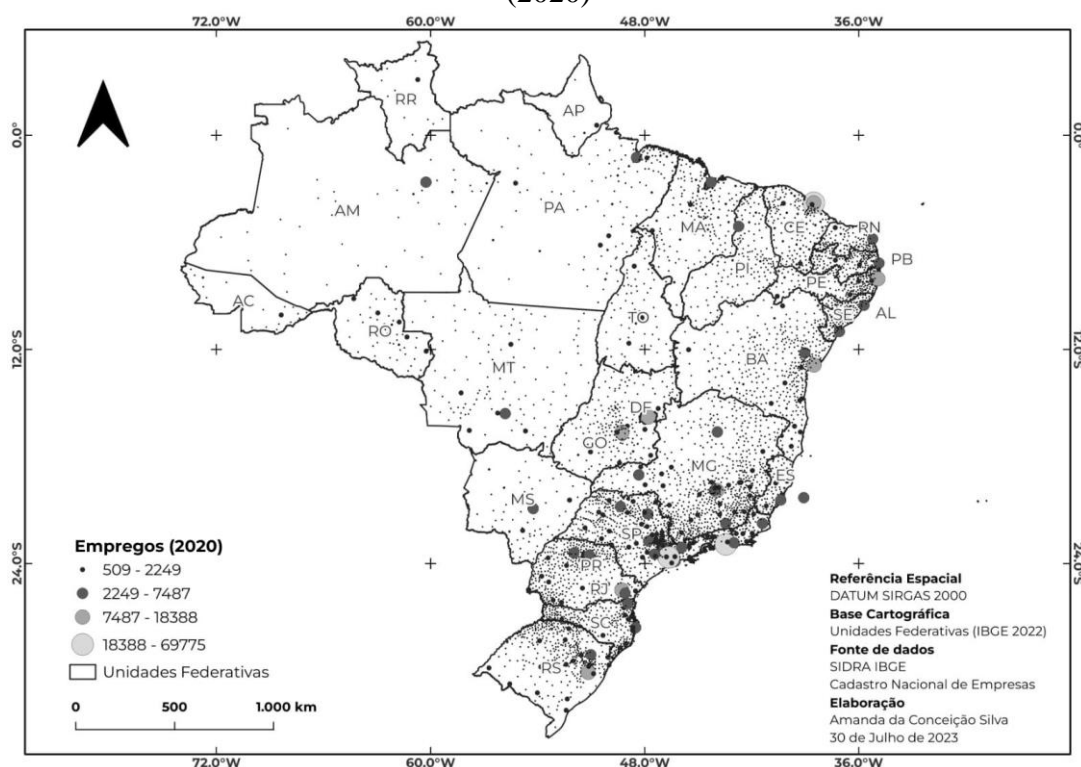 (2020)
72.0°W 60.0°W 48.0°W 36.0°W
0.0° 0.0°
12.0°S 12.0°S
24.0°S 24.0°S
RR
AP
AM
PA
MA
CE
RN
PB
PI
PE
AC
TO
SE
AL
RO
BA
MT
DF
GO
MG
ES
MS
SP
PR
RJ
SC
RS
Empregos (2020)
509 - 2249
2249 - 7487
7487 - 18388
18388 - 69775
Unidades Federativas
0 500 1.000 km
Referência Espacial
DATUM SIRGAS 2000
Base Cartográfica
Unidades Federativas (IBGE 2022)
Fonte de dados
SIDRA IBGE
Cadastro Nacional de Empresas
Elaboração
Amanda da Conceição Silva
30 de Julho de 2023
72.0°W 60.0°W 48.0°W 36.0°W